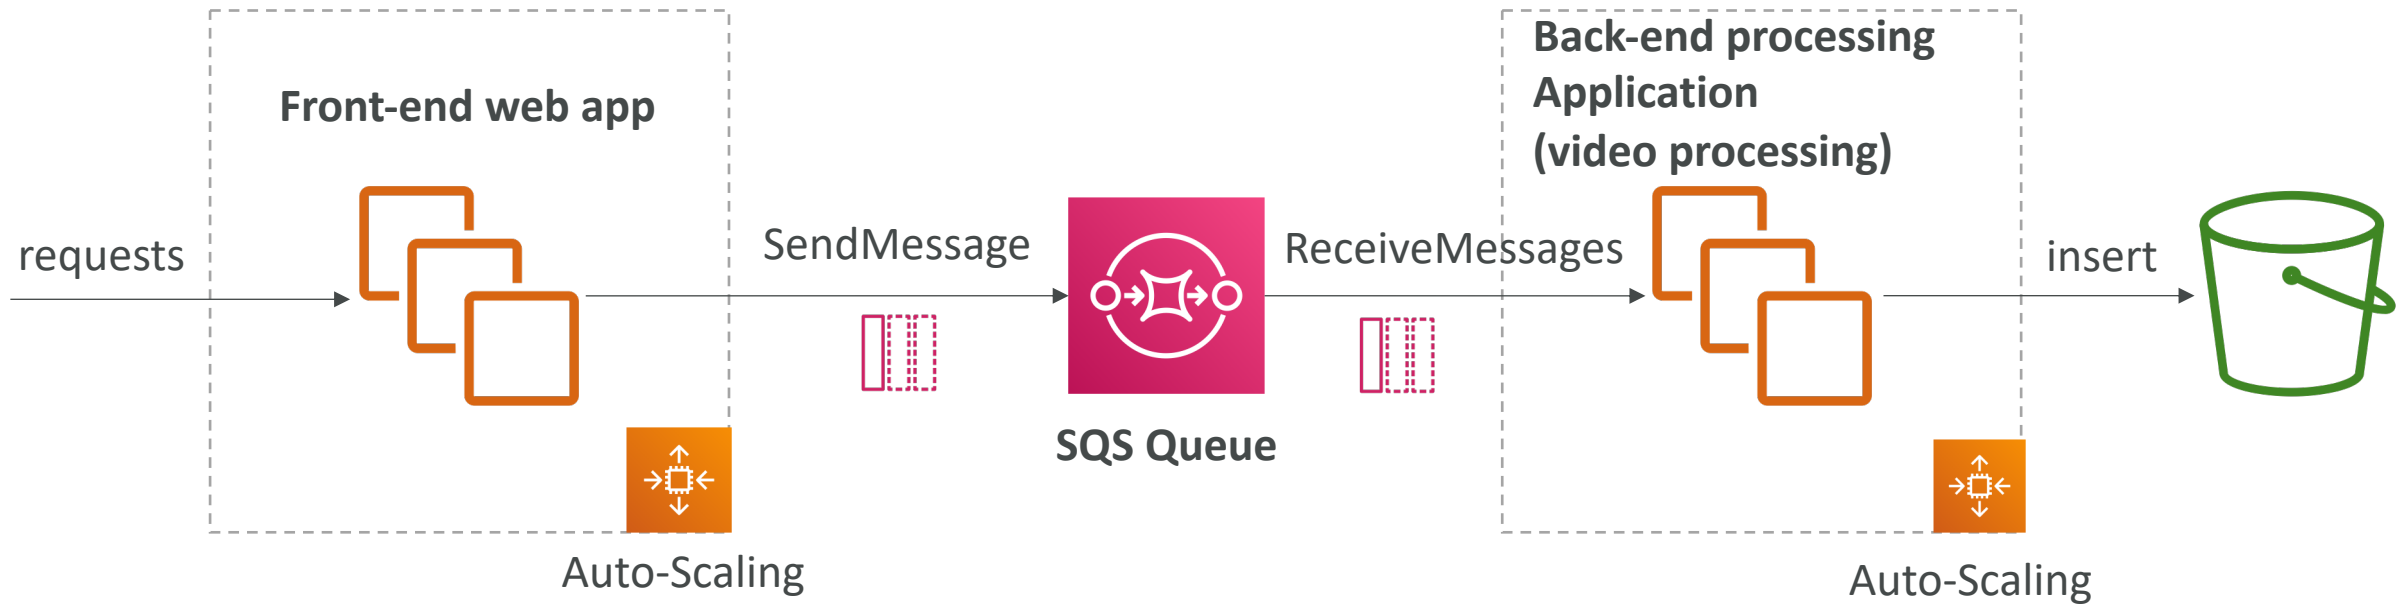 requests
Front-end web app
Auto-Scaling
SendMessage
SQS Queue
ReceiveMessages
Back-end processing
Application
(video processing)
Auto-Scaling
insert